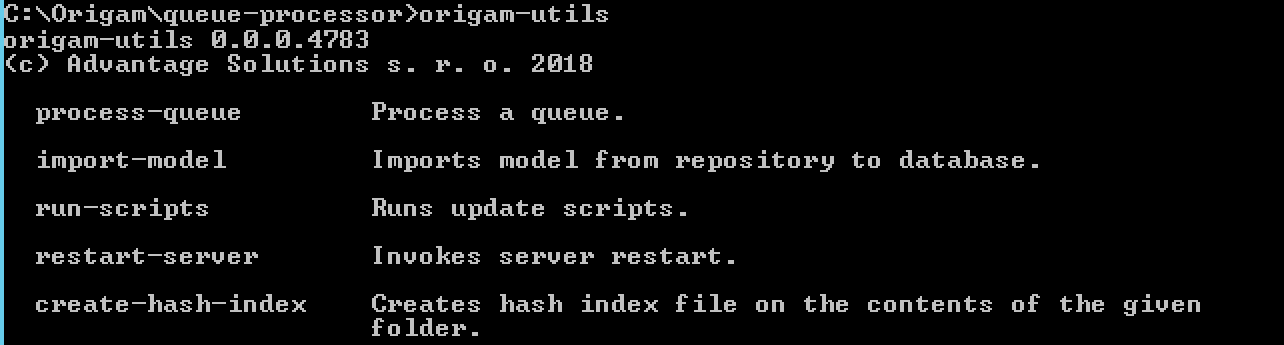 C:\Origam\queue-processor>origam-utils
origam-utils 0.0.0.4783
(c) Advantage Solutions s. r. o. 2018
process-queue Process a queue.
import-model Imports model from repository to database.
run-scripts Runs update scripts.
restart-server Invokes server restart.
create-hash-index Creates hash index file on the contents of the given
folder.